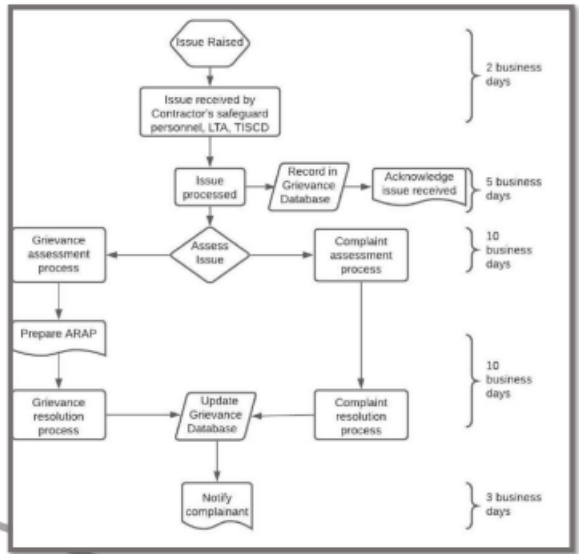 Issue Raised
2 business
days
Issue received by
Contractor's safeguard
personnel, LTA, TISCD
Issue
processed
Record in
Grievance
Database
Acknowledge
issue received
5 business
days
Grievance
assessment
process
Assess
Issue
Complaint
assessment
process
10
business
days
Prepare ARAP
10
business
days
Grievance
resolution
process
Update
Grievance
Database
Complaint
resolution
process
Notify
complainant
3 business
days